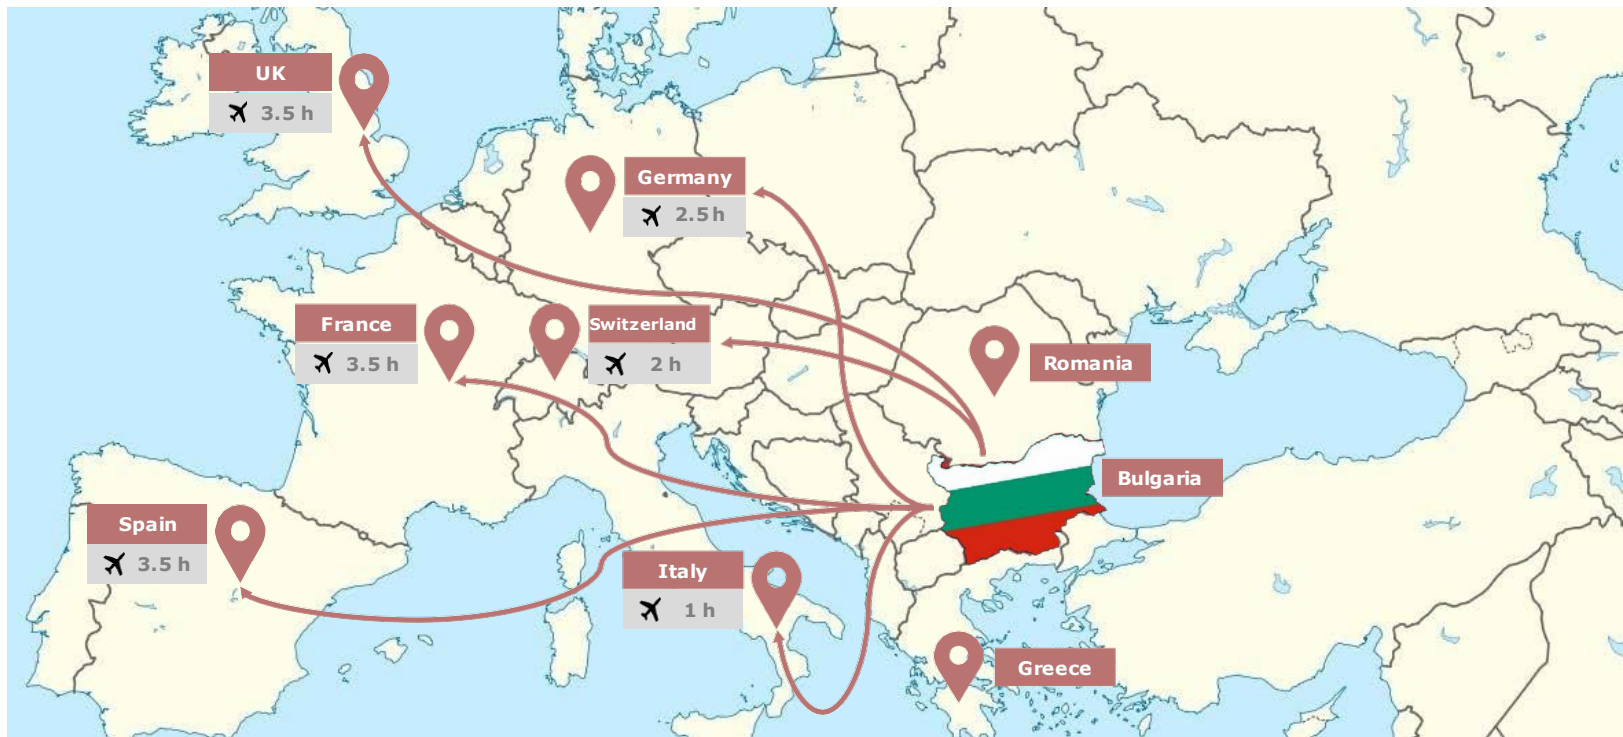 UK
3.5 h
Germany
2.5 h
France
3.5 h
Switzerland
2 h
Romania
Bulgaria
Spain
3.5 h
Italy
1 h
Greece